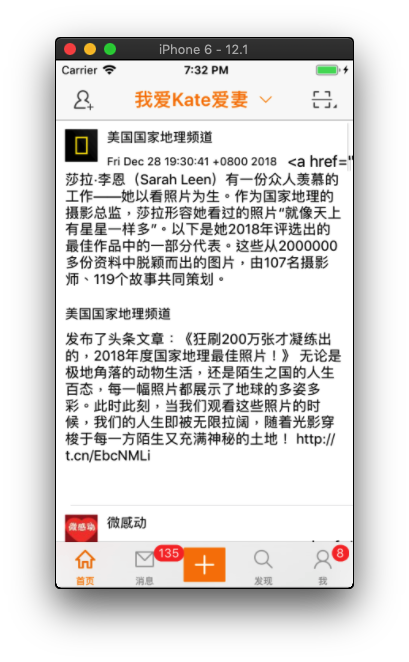 iPhone 6 - 12.1
Carrier 7:32 PM
我爱Kate爱妻
美国国家地理频道
Fri Dec 28 19:30:41 +0800 2018 <a href="
莎拉·李恩（Sarah Leen）有一份众人羡慕的
工作——她以看照片为生。作为国家地理的
摄影总监，莎拉形容她看过的照片“就像天上
有星星一样多”。以下是她2018年评选出的
最佳作品中的一部分代表。这些从2000000
多份资料中脱颖而出的图片，由107名摄影
师、119个故事共同策划。
美国国家地理频道
发布了头条文章：《狂刷200万张才凝练出
的，2018年度国家地理最佳照片！》 无论是
极地角落的动物生活，还是陌生之国的人生
百态，每一幅照片都展示了地球的多姿多
彩。此时此刻，当我们观看这些照片的时
候，我们的人生即被无限拉阔，随着光影穿
梭于每一方陌生又充满神秘的土地！ http://
t.cn/EbcNMLi
微感动
微感动
135
8
首页
消息
发现
我